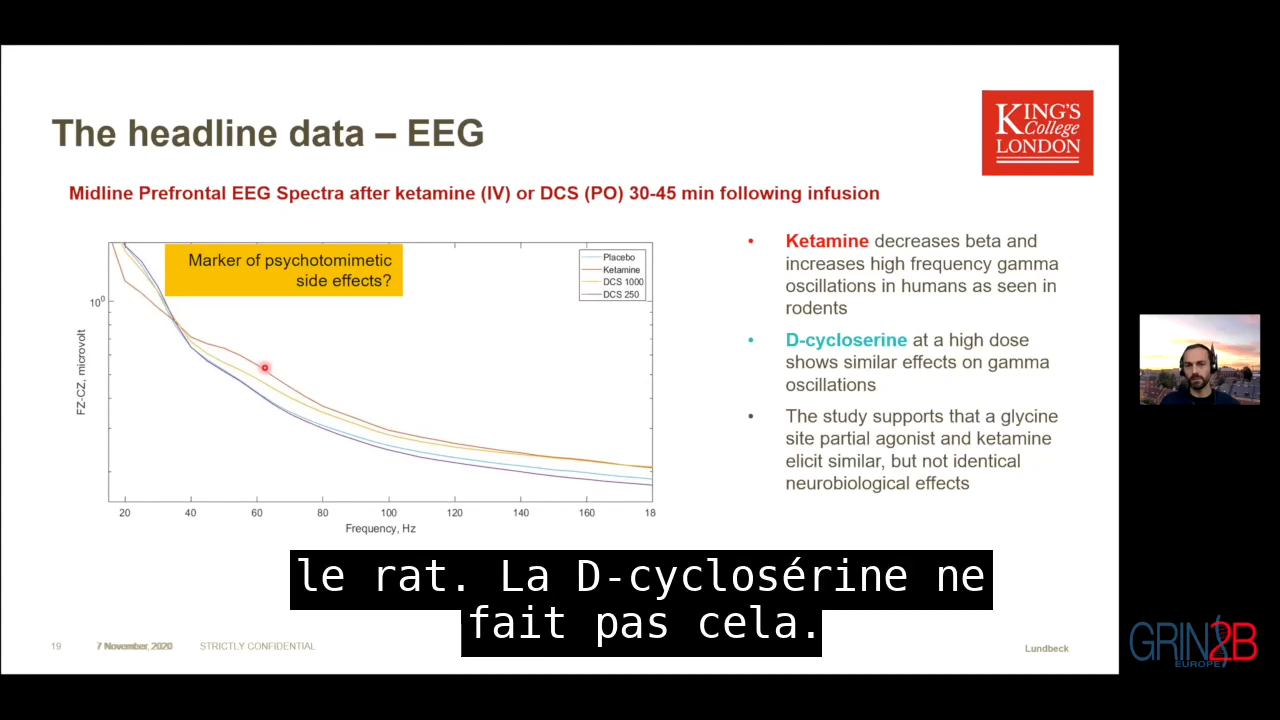 The headline data – EEG
KING'S
College
LONDON
Midline Prefrontal EEG Spectra after ketamine (IV) or DCS (PO) 30-45 min following infusion
Marker of psychotomimetic
side effects?
Placebo
Ketamine
DCS 1000
DCS 250
10⁰
FZ-CZ, microvolt
20 40 60 80 100 120 140 160 18
Frequency, Hz
• Ketamine decreases beta and
increases high frequency gamma
oscillations in humans as seen in
rodents
• D-cycloserine at a high dose
shows similar effects on gamma
oscillations
• The study supports that a glycine
site partial agonist and ketamine
elicit similar, but not identical
neurobiological effects
le rat. La D-cyclosérine ne
fait pas cela.
19 7 November, 2020 STRICTLY CONFIDENTIAL
Lundbeck
GRIN2B
EUROPE